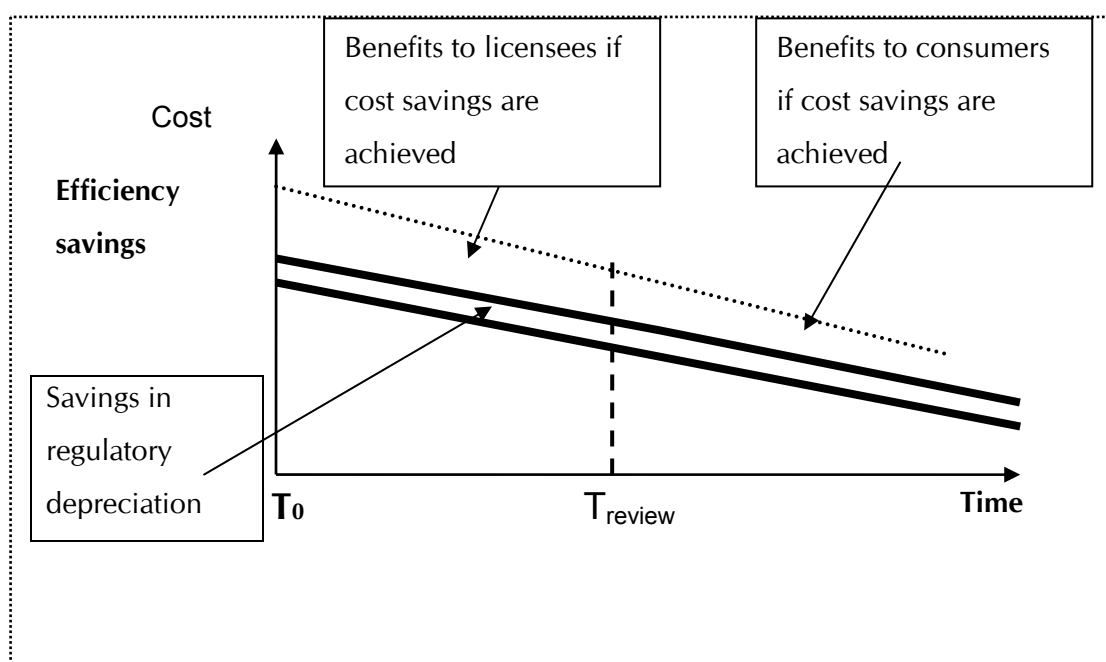 Benefits to licensees if
cost savings are
achieved
Benefits to consumers
if cost savings are
achieved
Cost
Efficiency
savings
Savings in
regulatory
depreciation
T0
Treview
Time